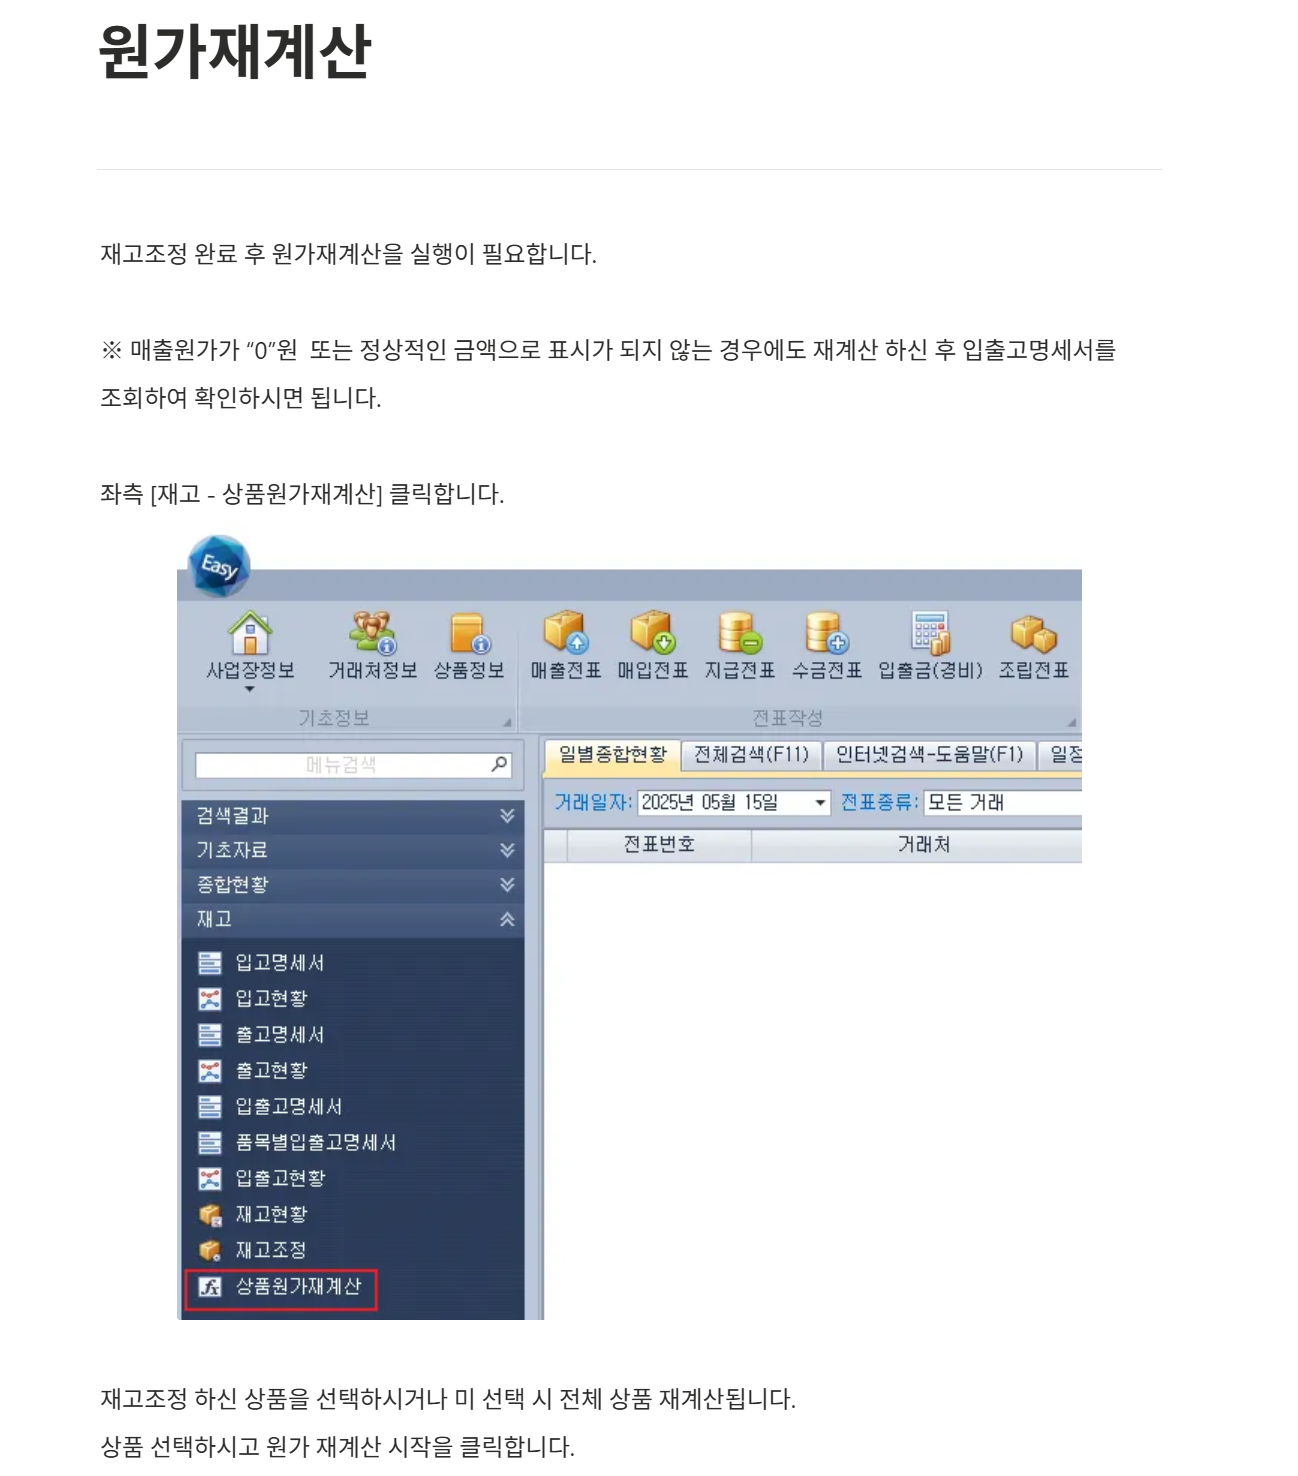 원가재계산
재고조정 완료 후 원가재계산을 실행이 필요합니다.
※ 매출원가가 “0”원  또는 정상적인 금액으로 표시가 되지 않는 경우에도 재계산 하신 후 입출고명세서를
조회하여 확인하시면 됩니다.
좌측 [재고 - 상품원가재계산] 클릭합니다.
Easy
사업장정보 거래처정보 상품정보 매출전표 매입전표 지급전표 수금전표 입출금(경비) 조립전표
기초정보 전표작성
메뉴검색 일별종합현황 전체검색(F11) 인터넷검색-도움말(F1) 일정
거래일자: 2025년 05월 15일 전표종류: 모든 거래
전표번호 거래처
검색결과
기초자료
종합현황
재고
입고명세서
입고현황
출고명세서
출고현황
입출고명세서
품목별입출고명세서
입출고현황
재고현황
재고조정
fx 상품원가재계산
재고조정 하신 상품을 선택하시거나 미 선택 시 전체 상품 재계산됩니다.
상품 선택하시고 원가 재계산 시작을 클릭합니다.